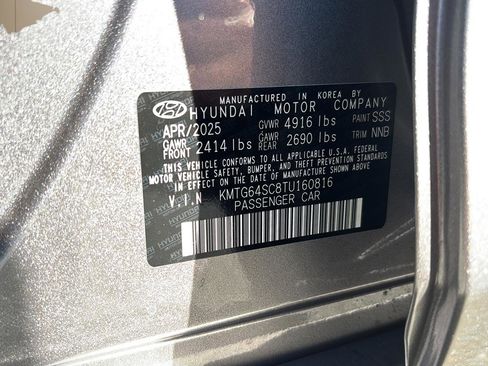 MANUFACTURED IN KOREA BY
HYUNDAI MOTOR COMPANY
APR/2025 GVWR 4916 lbs PAINT SSS
GAWR FRONT 2414 lbs GAWR REAR 2690 lbs TRIM NNB
THIS VEHICLE CONFORMS TO ALL APPLICABLE U.S.A. FEDERAL
MOTOR VEHICLE SAFETY, BUMPER, AND THEFT PREVENTION STANDARDS
IN EFFECT ON THE DATE OF MANUFACTURE SHOWN ABOVE.
V I N KMTG64SC8TU160816
PASSENGER CAR